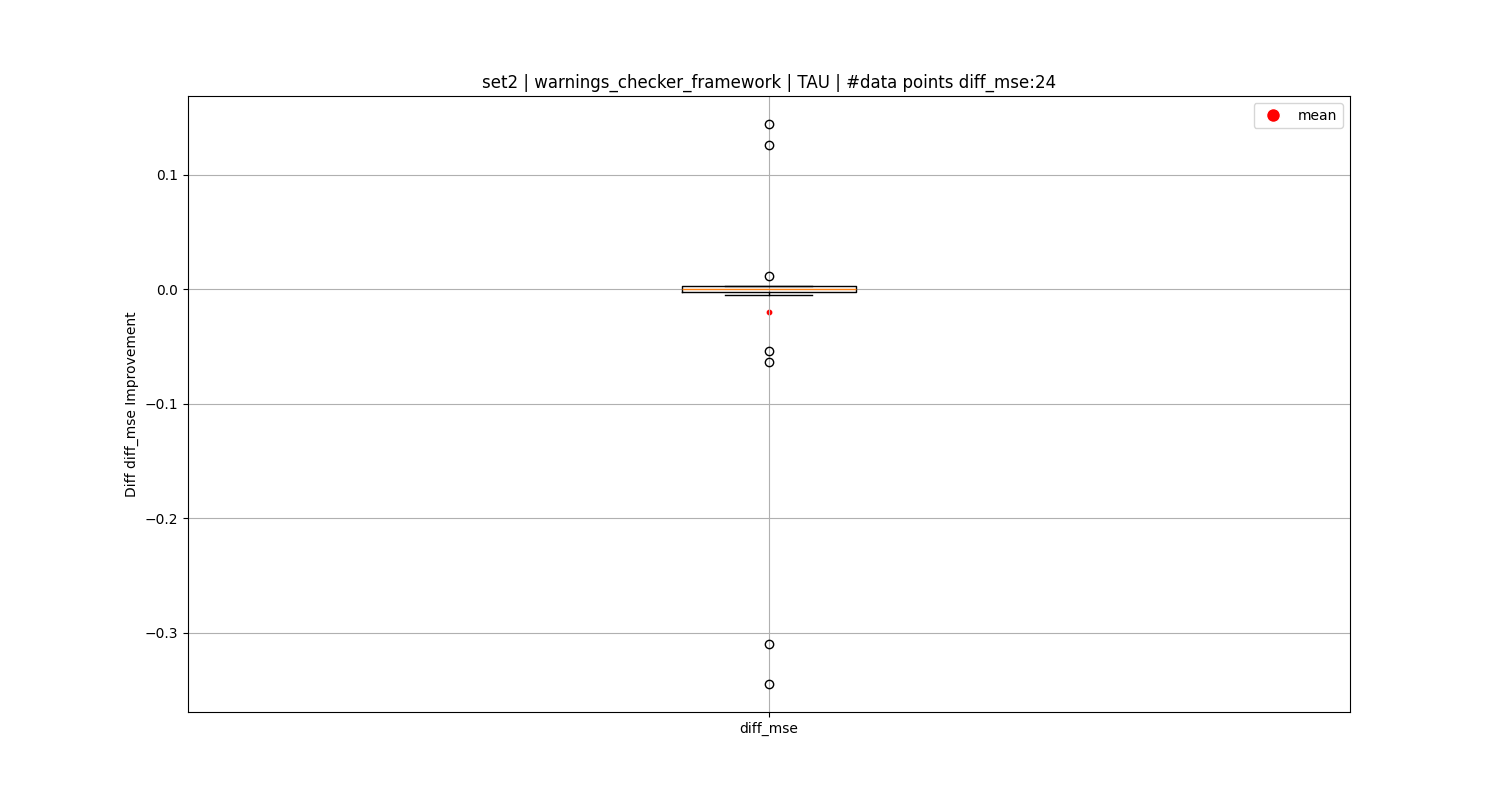 set2 | warnings_checker_framework | TAU | #data points diff_mse:24
mean
0.1
0.0
−0.1
−0.2
−0.3
Diff diff_mse Improvement
diff_mse